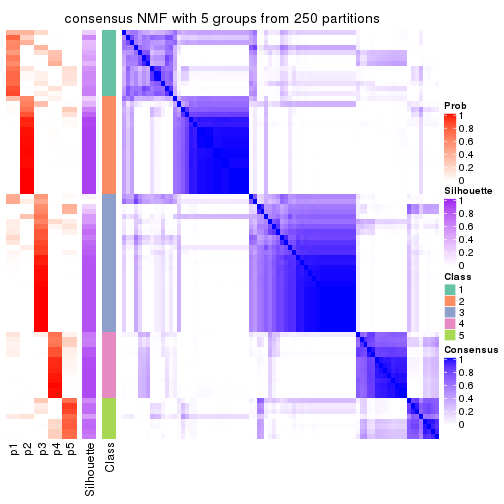 consensus NMF with 5 groups from 250 partitions
Prob
1
0.8
0.6
0.4
0.2
0
Silhouette
1
0.8
0.6
0.4
0.2
0
Class
1
2
3
4
5
Consensus
1
0.8
0.6
0.4
0.2
0
p1
p2
p3
p4
p5
Silhouette
Class